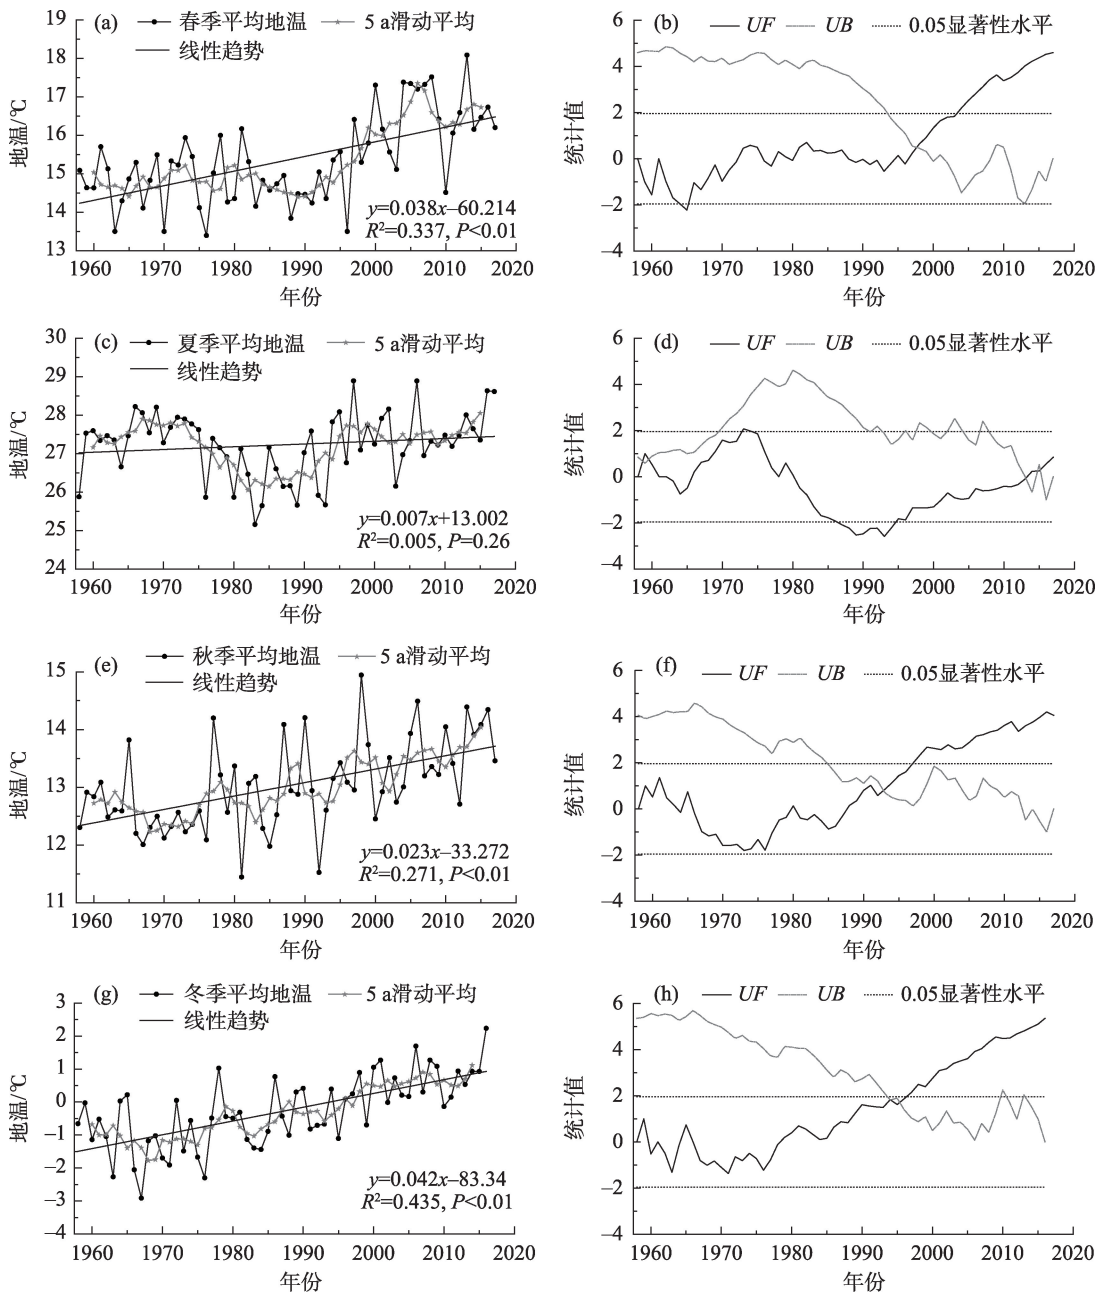 (a) 春季平均地温 5 a滑动平均
线性趋势
19
18
17
16
15
14
13
地温/℃
y=0.038x–60.214
R²=0.337, P<0.01
1960 1970 1980 1990 2000 2010 2020
年份
(b) UF UB 0.05显著性水平
6
4
2
0
–2
–4
统计值
1960 1970 1980 1990 2000 2010 2020
年份
(c) 夏季平均地温 5 a滑动平均
线性趋势
30
29
28
27
26
25
24
地温/℃
y=0.007x+13.002
R²=0.005, P=0.26
1960 1970 1980 1990 2000 2010 2020
年份
(d) UF UB 0.05显著性水平
6
4
2
0
–2
–4
统计值
1960 1970 1980 1990 2000 2010 2020
年份
(e) 秋季平均地温 5 a滑动平均
线性趋势
15
14
13
12
11
地温/℃
y=0.023x–33.272
R²=0.271, P<0.01
1960 1970 1980 1990 2000 2010 2020
年份
(f) UF UB 0.05显著性水平
6
4
2
0
–2
–4
统计值
1960 1970 1980 1990 2000 2010 2020
年份
(g) 冬季平均地温 5 a滑动平均
线性趋势
3
2
1
0
–1
–2
–3
–4
地温/℃
y=0.042x–83.34
R²=0.435, P<0.01
1960 1970 1980 1990 2000 2010 2020
年份
(h) UF UB 0.05显著性水平
6
4
2
0
–2
–4
统计值
1960 1970 1980 1990 2000 2010 2020
年份